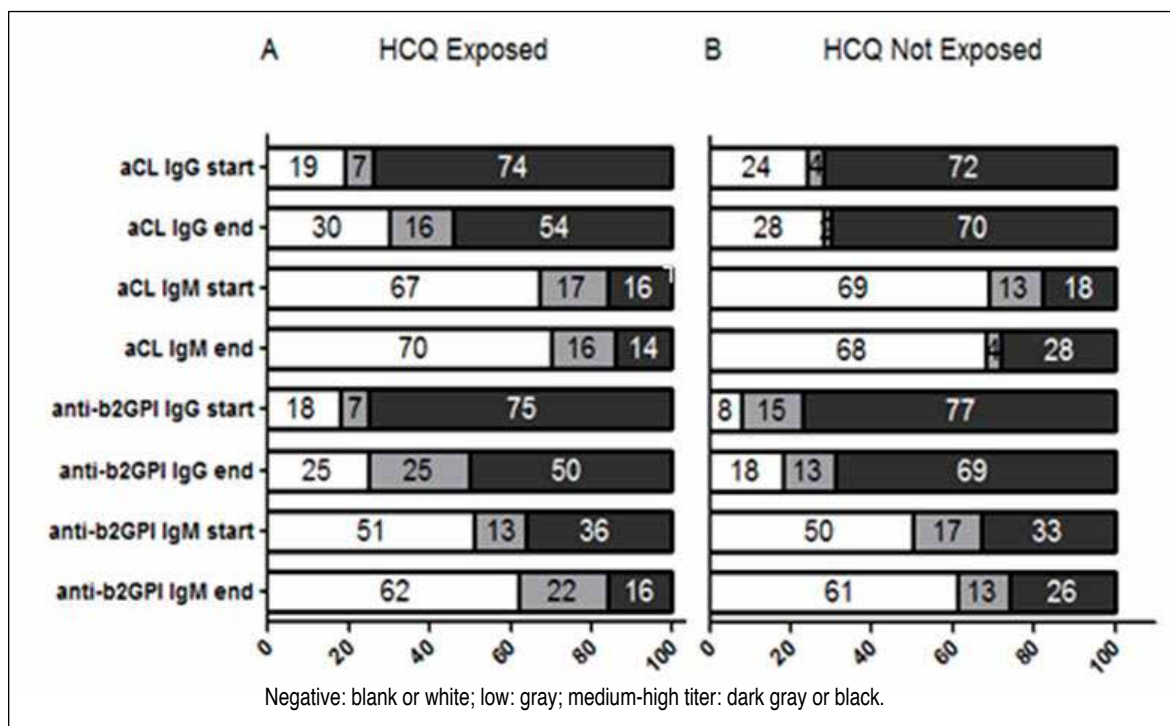 A HCQ Exposed B HCQ Not Exposed
aCL IgG start 19 7 74 24 4 72
aCL IgG end 30 16 54 28 70
aCL IgM start 67 17 16 69 13 18
aCL IgM end 70 16 14 68 4 28
anti-b2GPI IgG start 18 7 75 8 15 77
anti-b2GPI IgG end 25 25 50 18 13 69
anti-b2GPI IgM start 51 13 36 50 17 33
anti-b2GPI IgM end 62 22 16 61 13 26
0 20 40 60 80 100 0 20 40 60 80 100
Negative: blank or white; low: gray; medium-high titer: dark gray or black.